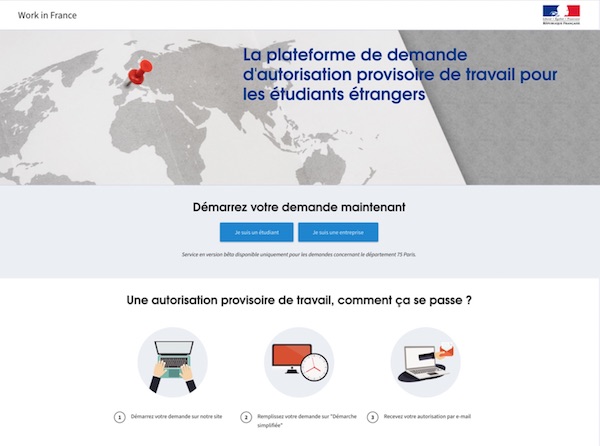 Work in France
RÉPUBLIQUE FRANÇAISE
La plateforme de demande
d'autorisation provisoire de travail pour
les étudiants étrangers
Démarrez votre demande maintenant
Je suis un étudiant
Je suis une entreprise
Service en version bêta disponible uniquement pour les demandes concernant le département 75 Paris.
Une autorisation provisoire de travail, comment ça se passe ?
1 Démarrez votre demande sur notre site
2 Remplissez votre demande sur "Démarche
simplifiée"
3 Recevez votre autorisation par e-mail